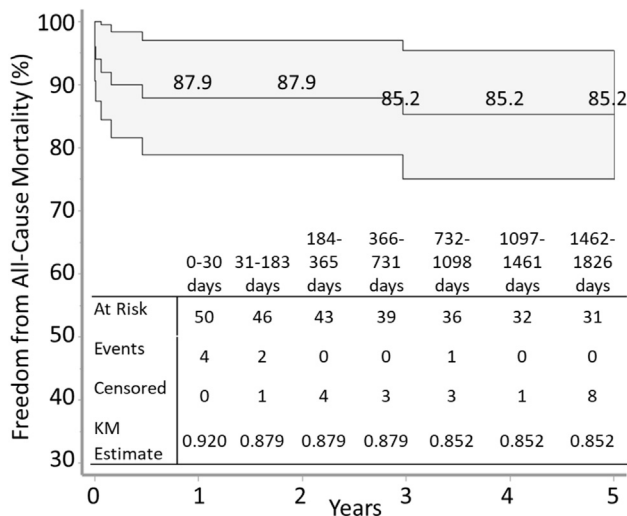 Freedom from All-Cause Mortality (%)
100
90
80
70
60
50
40
30
87.9 87.9 85.2 85.2 85.2
0-30 days 31-183 days 184-365 days 366-731 days 732-1098 days 1097-1461 days 1462-1826 days
At Risk 50 46 43 39 36 32 31
Events 4 2 0 0 1 0 0
Censored 0 1 4 3 3 1 8
KM Estimate 0.920 0.879 0.879 0.879 0.852 0.852 0.852
0 1 2 3 4 5
Years